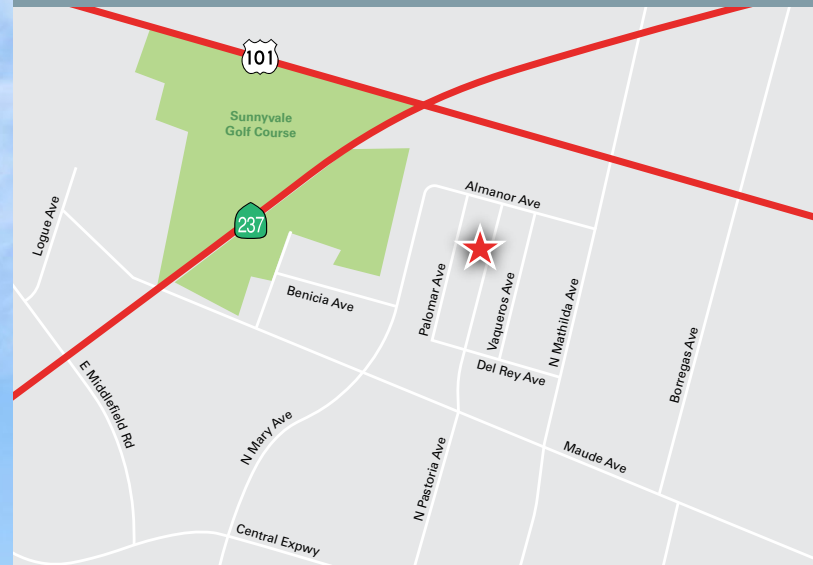 101
Sunnyvale
Golf Course
Almanor Ave
Logue Ave
237
Palomar Ave
Benicia Ave
Vaqueros Ave
N Mathilda Ave
Borregas Ave
Del Rey Ave
E Middlefield Rd
N Mary Ave
N Pastoria Ave
Maude Ave
Central Expwy